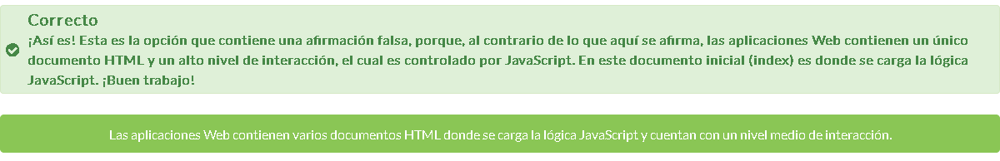 Correcto
¡Así es! Esta es la opción que contiene una afirmación falsa, porque, al contrario de lo que aquí se afirma, las aplicaciones Web contienen un único
documento HTML y un alto nivel de interacción, el cual es controlado por JavaScript. En este documento inicial (index) es donde se carga la lógica
JavaScript. ¡Buen trabajo!
Las aplicaciones Web contienen varios documentos HTML donde se carga la lógica JavaScript y cuentan con un nivel medio de interacción.